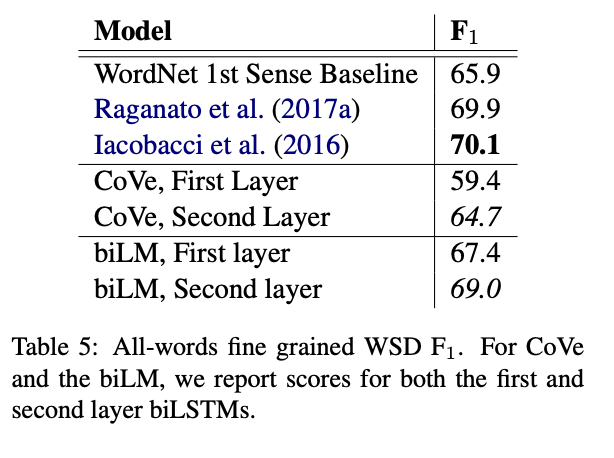 Model F1
WordNet 1st Sense Baseline 65.9
Raganato et al. (2017a) 69.9
Iacobacci et al. (2016) 70.1
CoVe, First Layer 59.4
CoVe, Second Layer 64.7
biLM, First layer 67.4
biLM, Second layer 69.0
Table 5: All-words fine grained WSD F1. For CoVe
and the biLM, we report scores for both the first and
second layer biLSTMs.